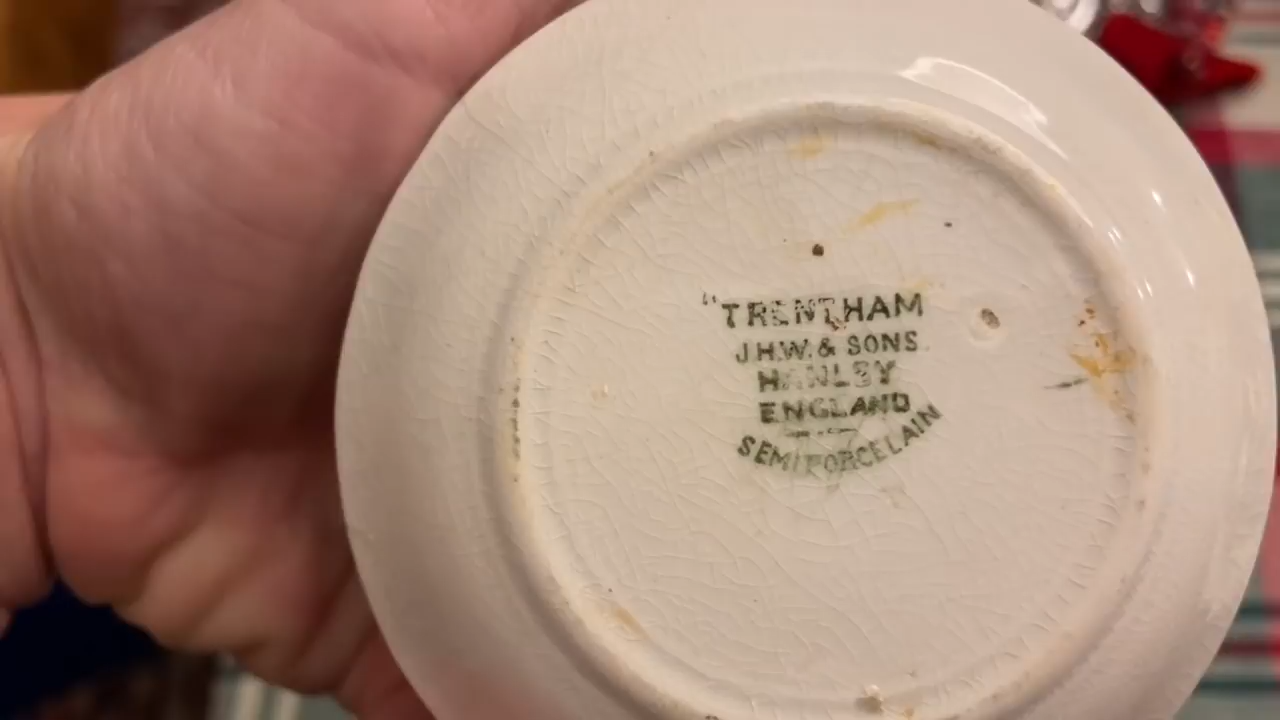 "TRENTHAM
J.H.W. & SONS.
HANLEY
ENGLAND
SEMI PORCELAIN